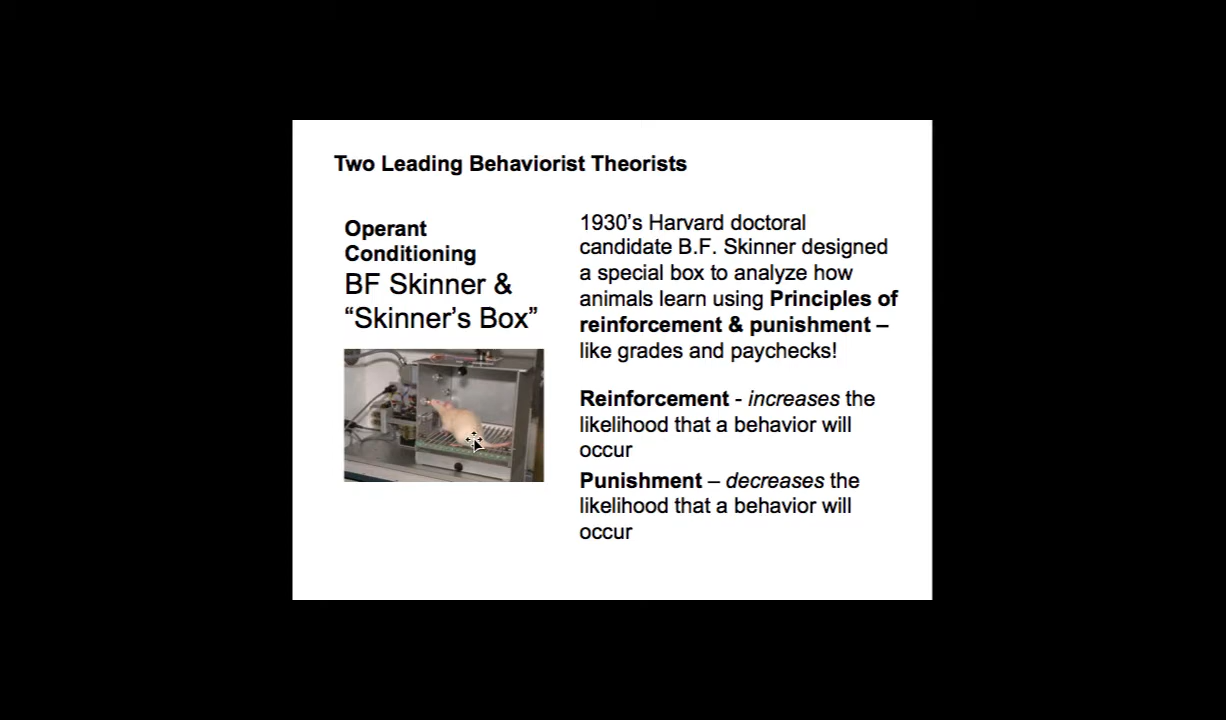 Two Leading Behaviorist Theorists
Operant
Conditioning
BF Skinner &
“Skinner’s Box”
1930’s Harvard doctoral
candidate B.F. Skinner designed
a special box to analyze how
animals learn using Principles of
reinforcement & punishment –
like grades and paychecks!
Reinforcement - increases the
likelihood that a behavior will
occur
Punishment – decreases the
likelihood that a behavior will
occur